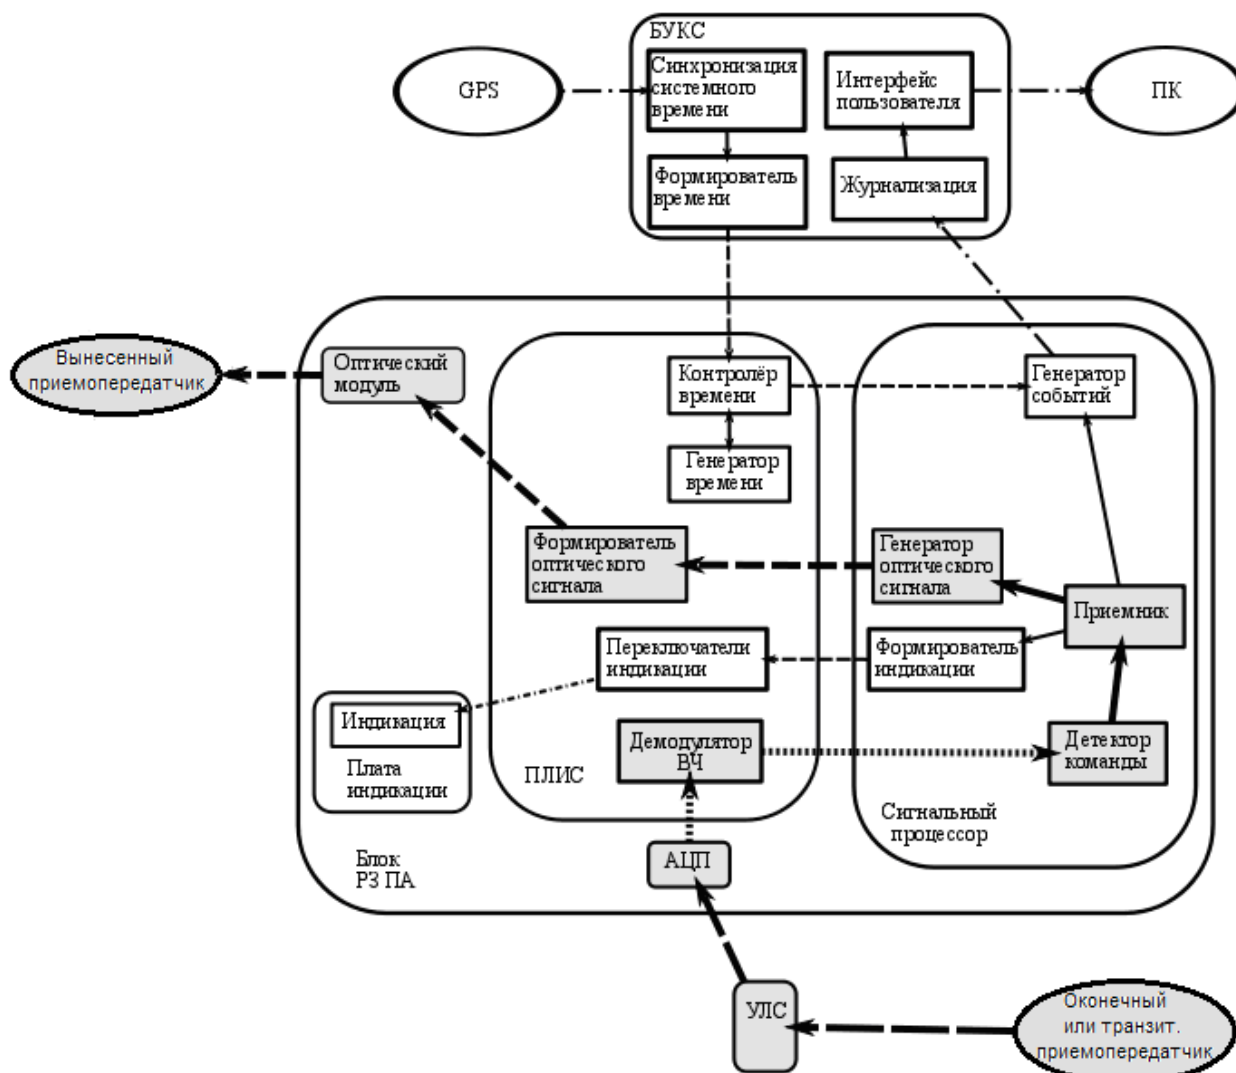 БУКС
GPS
Синхронизация
системного
времени
Интерфейс
пользователя
ПК
Формирователь
времени
Журнализация
Вынесенный
приемопередатчик
Оптический
модуль
Контролёр
времени
Генератор
событий
Генератор
времени
Формирователь
оптического
сигнала
Генератор
оптического
сигнала
Приемник
Переключатели
индикации
Формирователь
индикации
Индикация
Плата
индикации
Демодулятор
ВЧ
ПЛИС
Детектор
команды
Сигнальный
процессор
Блок
РЗ ПА
АЦП
УЛС
Оконечный
или транзит.
приемопередатчик